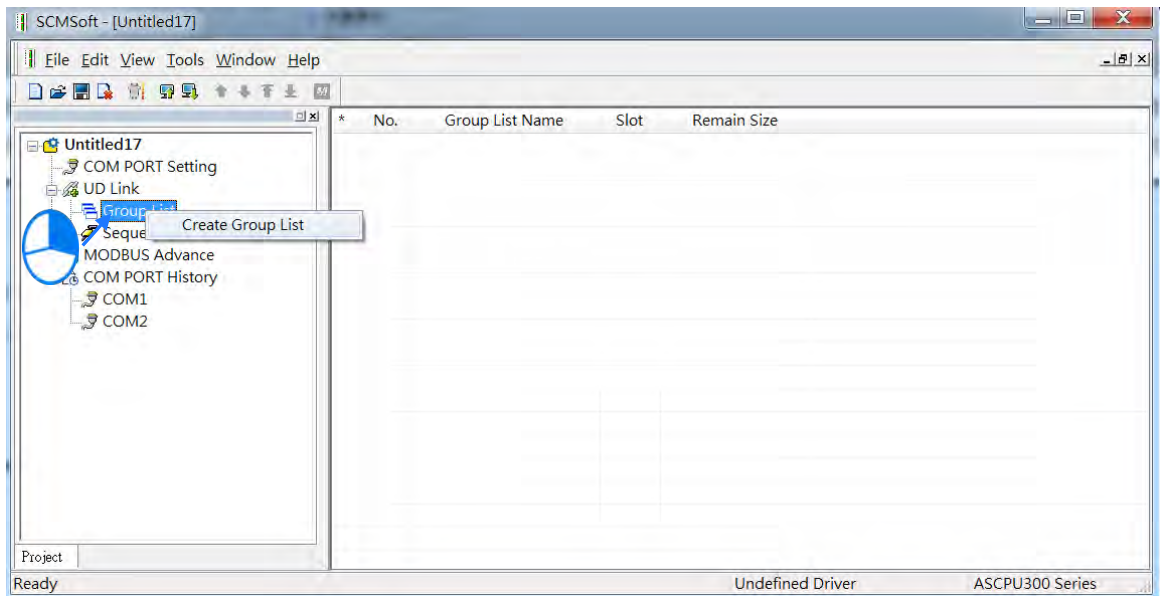 SCMSoft - [Untitled17]
File Edit View Tools Window Help
* No. Group List Name Slot Remain Size
Untitled17
COM PORT Setting
UD Link
Group List
Create Group List
Seque
MODBUS Advance
COM PORT History
COM1
COM2
Project
Ready Undefined Driver ASCPU300 Series